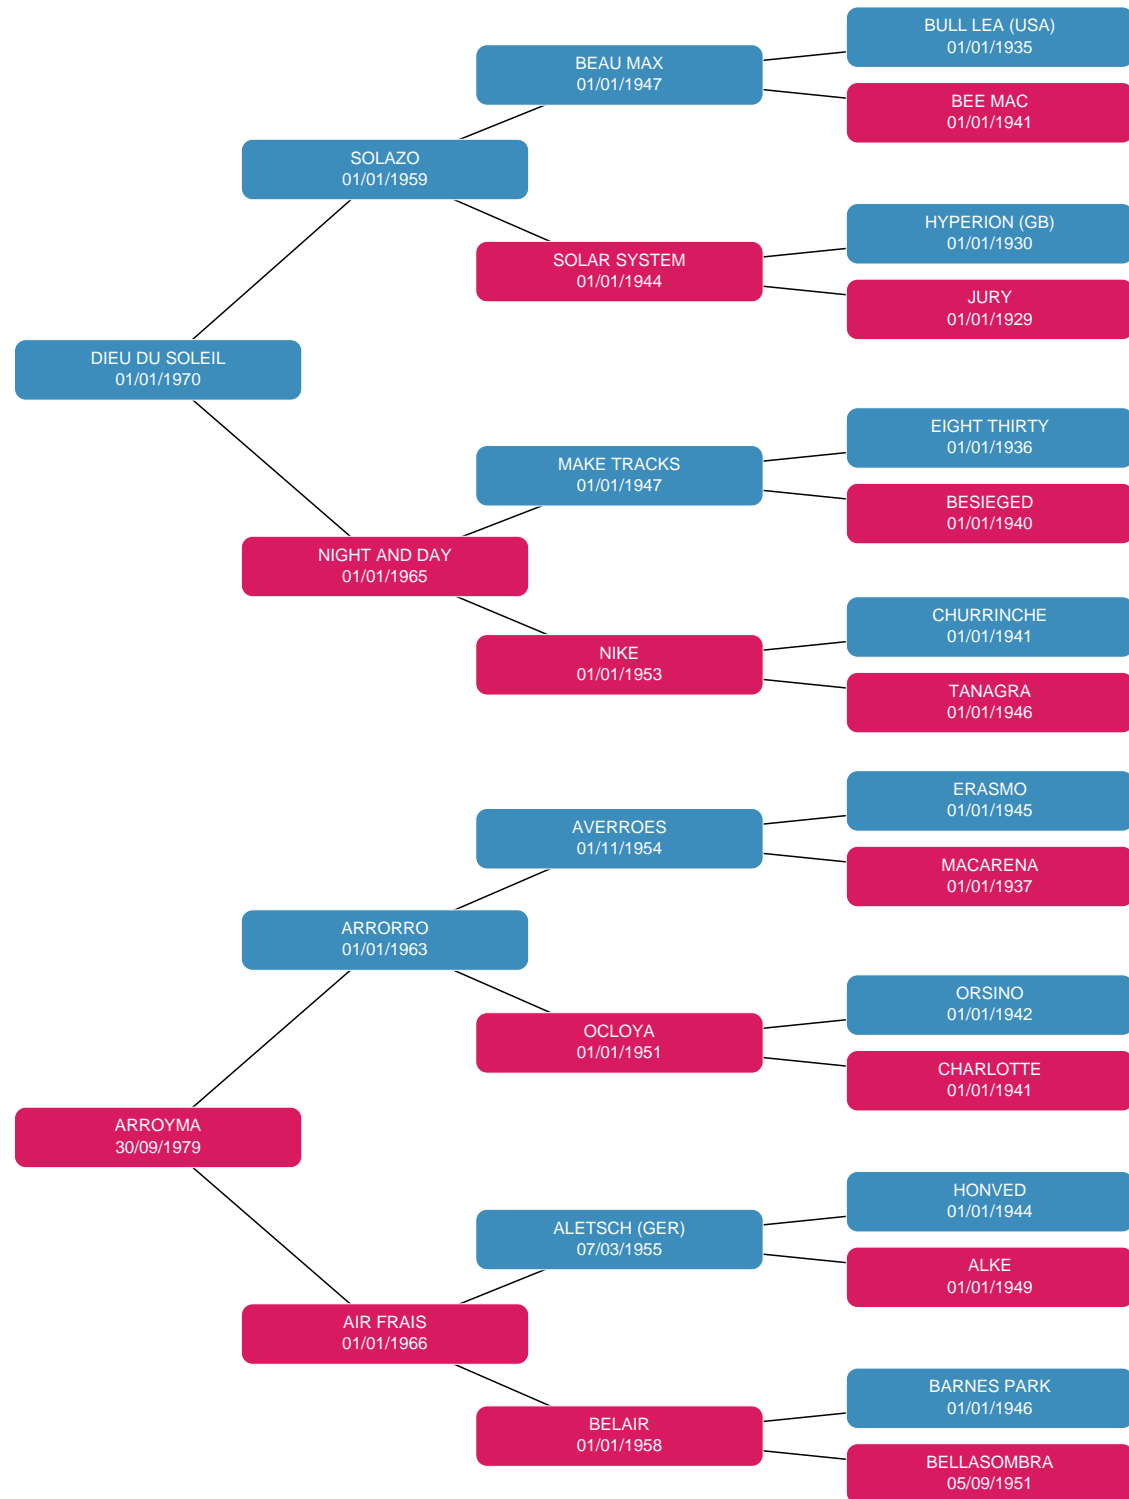 BULL LEA (USA)
01/01/1935
BEAU MAX
01/01/1947
BEE MAC
01/01/1941
SOLAZO
01/01/1959
HYPERION (GB)
01/01/1930
SOLAR SYSTEM
01/01/1944
JURY
01/01/1929
DIEU DU SOLEIL
01/01/1970
EIGHT THIRTY
01/01/1936
MAKE TRACKS
01/01/1947
BESIEGED
01/01/1940
NIGHT AND DAY
01/01/1965
CHURRINCHE
01/01/1941
NIKE
01/01/1953
TANAGRA
01/01/1946
ERASMO
01/01/1945
AVERROES
01/11/1954
MACARENA
01/01/1937
ARRORRO
01/01/1963
ORSINO
01/01/1942
OCLOYA
01/01/1951
CHARLOTTE
01/01/1941
ARROYMA
30/09/1979
HONVED
01/01/1944
ALETSCH (GER)
07/03/1955
ALKE
01/01/1949
AIR FRAIS
01/01/1966
BARNES PARK
01/01/1946
BELAIR
01/01/1958
BELLASOMBRA
05/09/1951